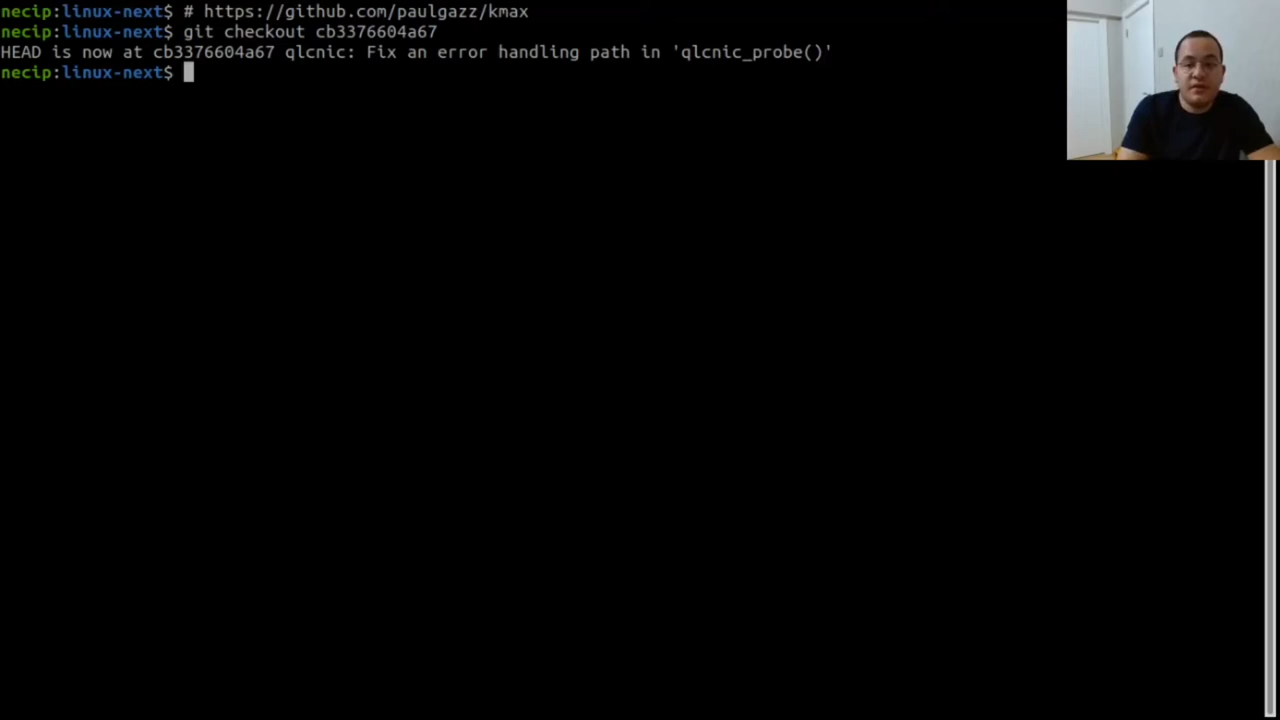 necip:linux-next$ # https://github.com/paulgazz/kmax
necip:linux-next$ git checkout cb3376604a67
HEAD is now at cb3376604a67 qlcnic: Fix an error handling path in 'qlcnic_probe()'
necip:linux-next$